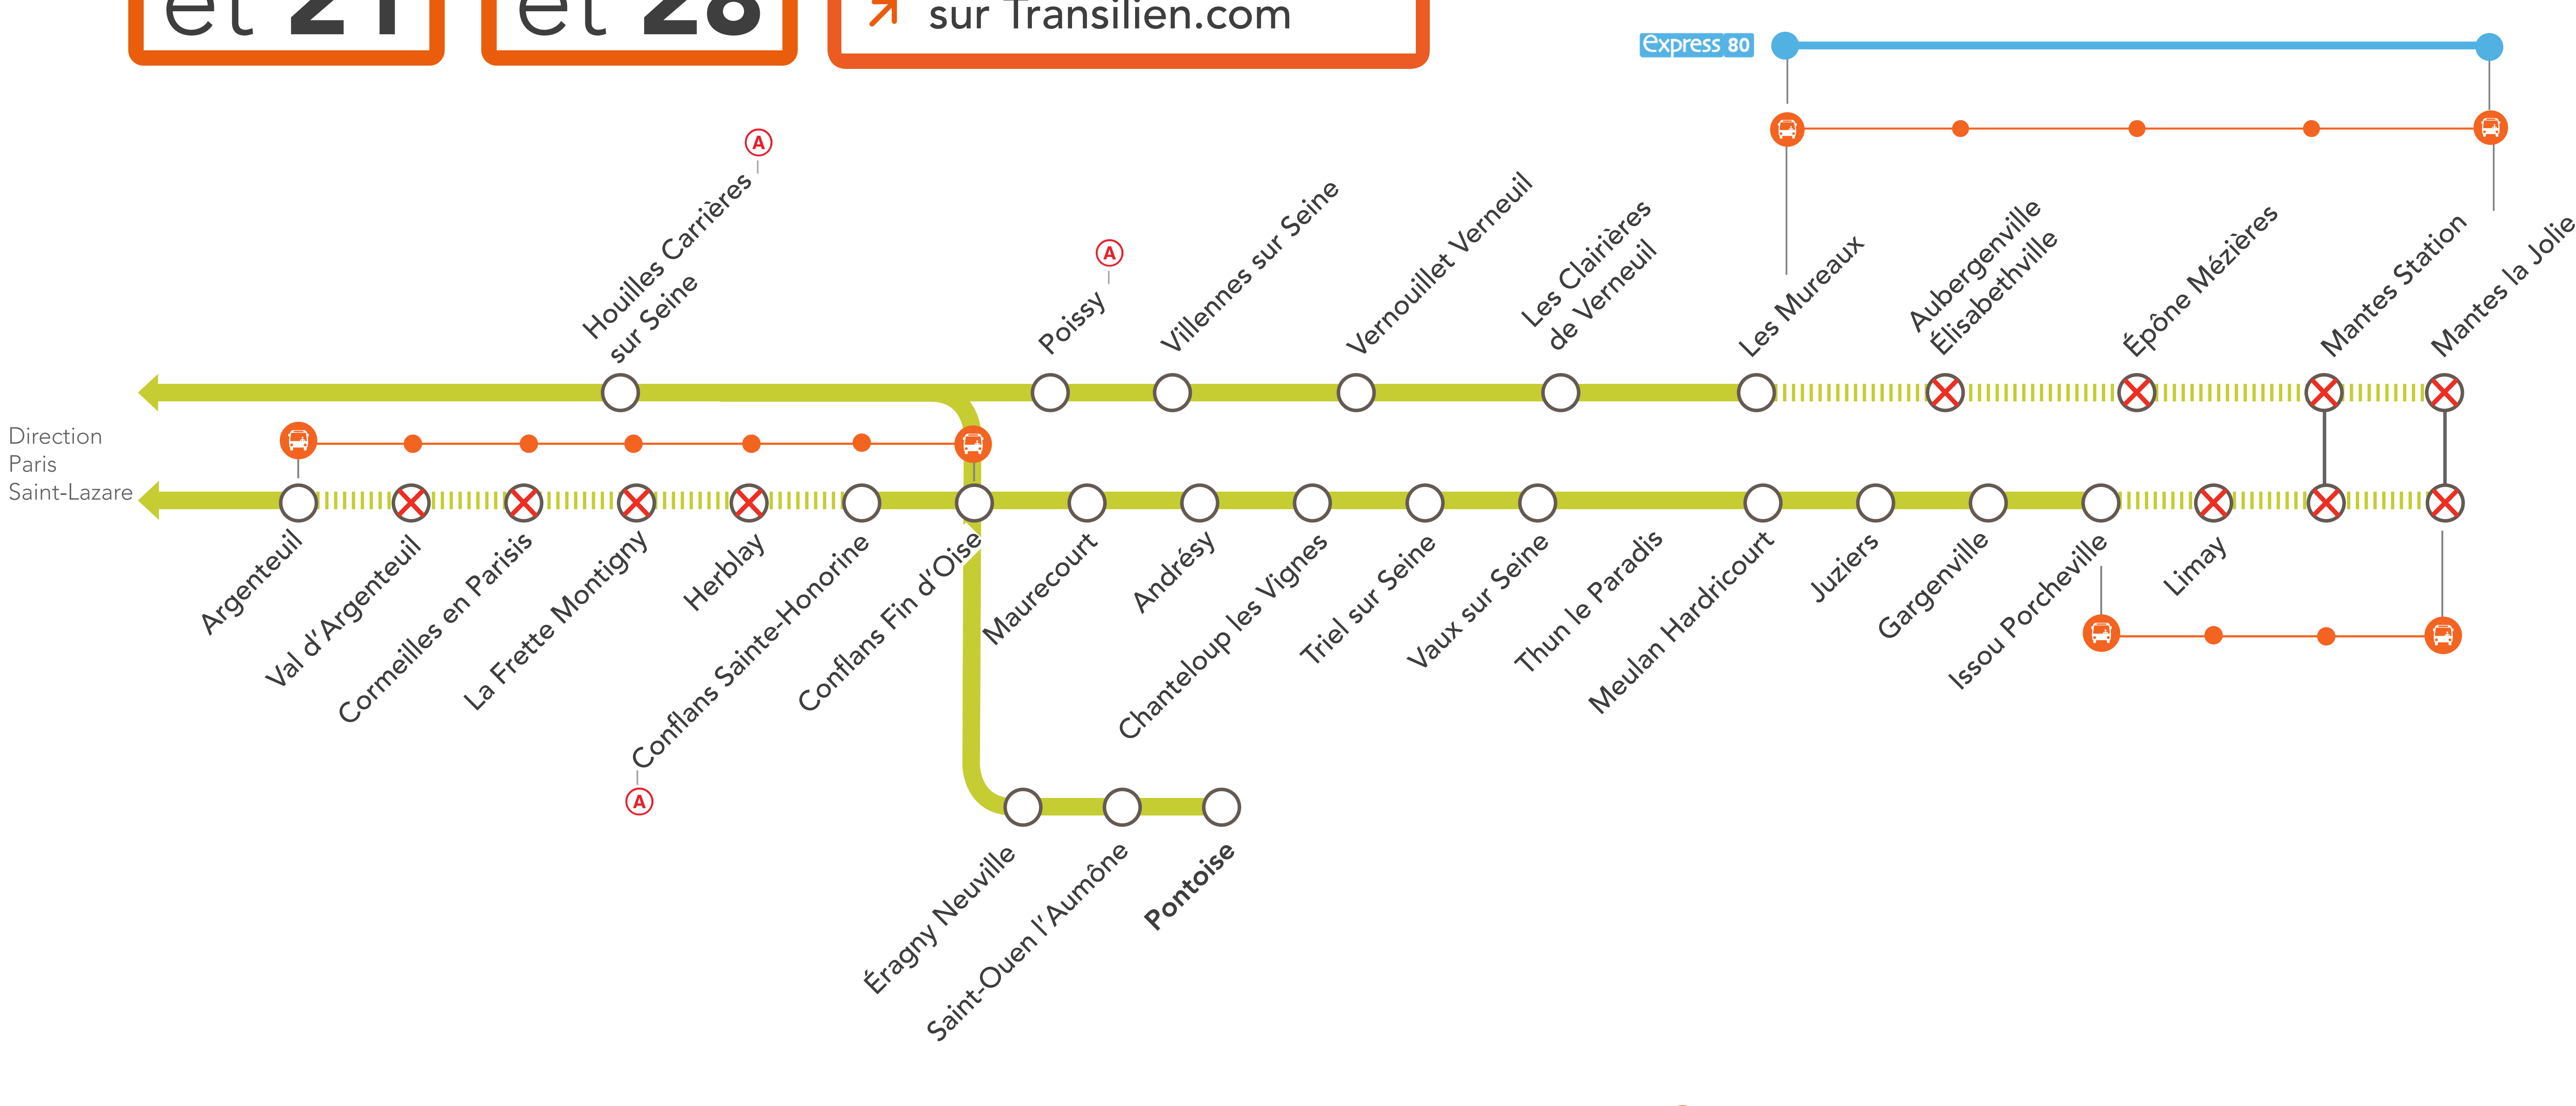 et 21
et 28
sur Transilien.com
express 80
A
A
Houilles Carrières
sur Seine
Poissy
Villennes sur Seine
Vernouillet Verneuil
Les Clairières
de Verneuil
Les Mureaux
Aubergenville
Élisabethville
Épône Mézières
Mantes Station
Mantes la Jolie
Direction
Paris
Saint-Lazare
Argenteuil
Val d'Argenteuil
Cormeilles en Parisis
La Frette Montigny
Herblay
Conflans Sainte-Honorine
A
Conflans Fin d'Oise
Maurecourt
Andrésy
Chanteloup les Vignes
Triel sur Seine
Vaux sur Seine
Thun le Paradis
Meulan Hardricourt
Juziers
Gargenville
Issou Porcheville
Limay
Éragny Neuville
Saint-Ouen l'Aumône
Pontoise